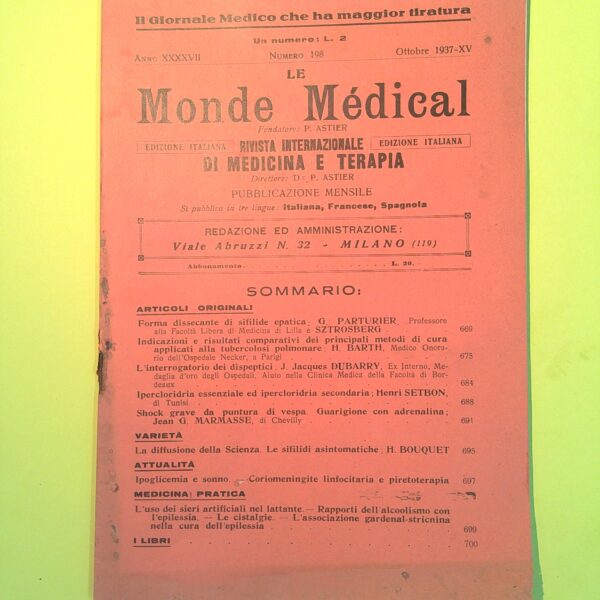 Il Giornale Medico che ha maggior tiratura
Un numero: L. 2
ANNO XXXXVII NUMERO 198 Ottobre 1937-XV
LE
Monde Médical
Fondatore: P. ASTIER
EDIZIONE ITALIANA RIVISTA INTERNAZIONALE EDIZIONE ITALIANA
DI MEDICINA E TERAPIA
Direttore: Dr P. ASTIER
PUBBLICAZIONE MENSILE
Si pubblica in tre lingue: Italiana, Francese, Spagnola
REDAZIONE ED AMMINISTRAZIONE:
Viale Abruzzi N. 32 - MILANO (119)
Abbonamento L. 20.-
SOMMARIO:
ARTICOLI ORIGINALI
Forma dissecante di sifilide epatica; G. PARTURIER, Professore
alla Facoltà Libera di Medicina di Lilla e SZTROSBERG 669
Indicazioni e risultati comparativi dei principali metodi di cura
applicati alla tubercolosi polmonare; H. BARTH, Medico Onora-
rio dell'Ospedale Necker, a Parigi 675
L'interrogatorio dei dispeptici; J. Jacques DUBARRY, Ex Interno, Me-
daglia d'oro degli Ospedali, Aiuto nella Clinica Medica della Facoltà di Bor-
deaux 684
Ipercloridria essenziale ed ipercloridria secondaria; Henri SETBON,
di Tunisi 688
Shock grave da puntura di vespa. Guarigione con adrenalina;
Jean G. MARMASSE, di Chevilly 691
VARIETÀ
La diffusione della Scienza. Le sifilidi asintomatiche; H. BOUQUET 695
ATTUALITÀ
Ipoglicemia e sonno. - Coriomeningite linfocitaria e piretoterapia 697
MEDICINA PRATICA
L'uso dei sieri artificiali nel lattante. — Rapporti dell'alcoolismo con
l'epilessia. — Le cistalgie. — L'associazione gardenal-stricnina
nella cura dell'epilessia 699
I LIBRI 700